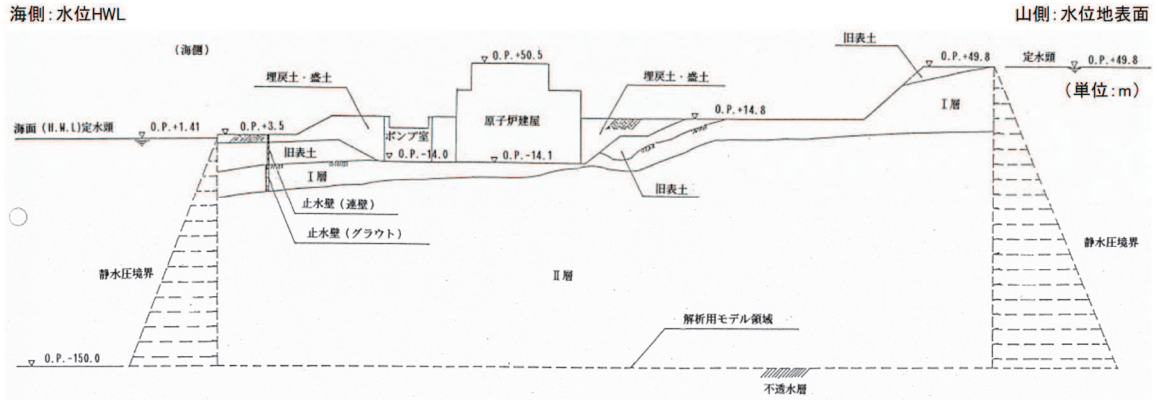 海側：水位HWL
山側：水位地表面
(海側)
O.P.+50.5
旧表土
O.P.+49.8
定水頭
O.P.+49.8
(単位：m)
埋戻土・盛土
埋戻土・盛土
Ⅰ層
海面(H.W.L)定水頭
O.P.+1.41
O.P.+3.5
ポンプ室
原子炉建屋
O.P.+14.8
旧表土
O.P.-14.0
O.P.-14.1
Ⅰ層
旧表土
止水壁(連壁)
止水壁(グラウト)
静水圧境界
Ⅱ層
静水圧境界
解析用モデル領域
O.P.-150.0
不透水層